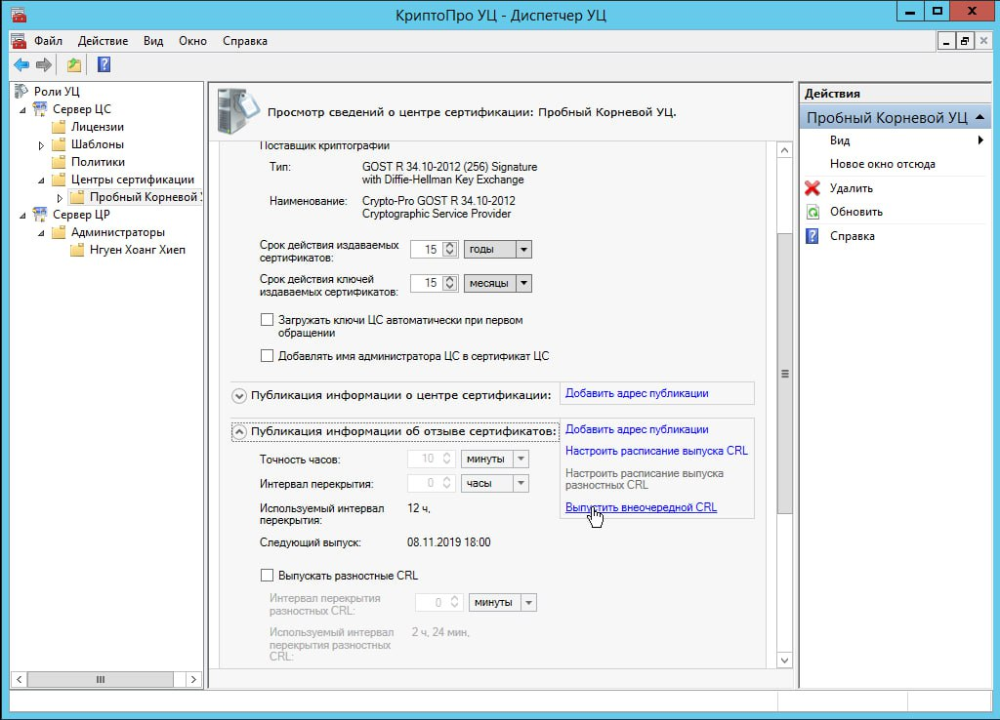 КриптоПро УЦ - Диспетчер УЦ
Файл Действие Вид Окно Справка
Роли УЦ
Сервер ЦС
Лицензии
Шаблоны
Политики
Центры сертификации
Пробный Корневой
Сервер ЦР
Администраторы
Нгуен Хоанг Хиеп
Просмотр сведений о центре сертификации: Пробный Корневой УЦ.
Поставщик криптографии
Тип: GOST R 34.10-2012 (256) Signature
with Diffie-Hellman Key Exchange
Наименование: Crypto-Pro GOST R 34.10-2012
Cryptographic Service Provider
Срок действия издаваемых
сертификатов: 15 годы
Срок действия ключей
издаваемых сертификатов: 15 месяцы
Загружать ключи ЦС автоматически при первом
обращении
Добавлять имя администратора ЦС в сертификат ЦС
Публикация информации о центре сертификации: Добавить адрес публикации
Публикация информации об отзыве сертификатов: Добавить адрес публикации
Настроить расписание выпуска CRL
Настроить расписание выпуска
разностных CRL
Выпустить внеочередной CRL
Точность часов: 10 минуты
Интервал перекрытия: 0 часы
Используемый интервал
перекрытия: 12 ч,
Следующий выпуск: 08.11.2019 18:00
Выпускать разностные CRL
Интервал перекрытия
разностных CRL: 0 минуты
Используемый интервал
перекрытия разностных
CRL: 2 ч, 24 мин,
Действия
Пробный Корневой УЦ
Вид
Новое окно отсюда
Удалить
Обновить
Справка